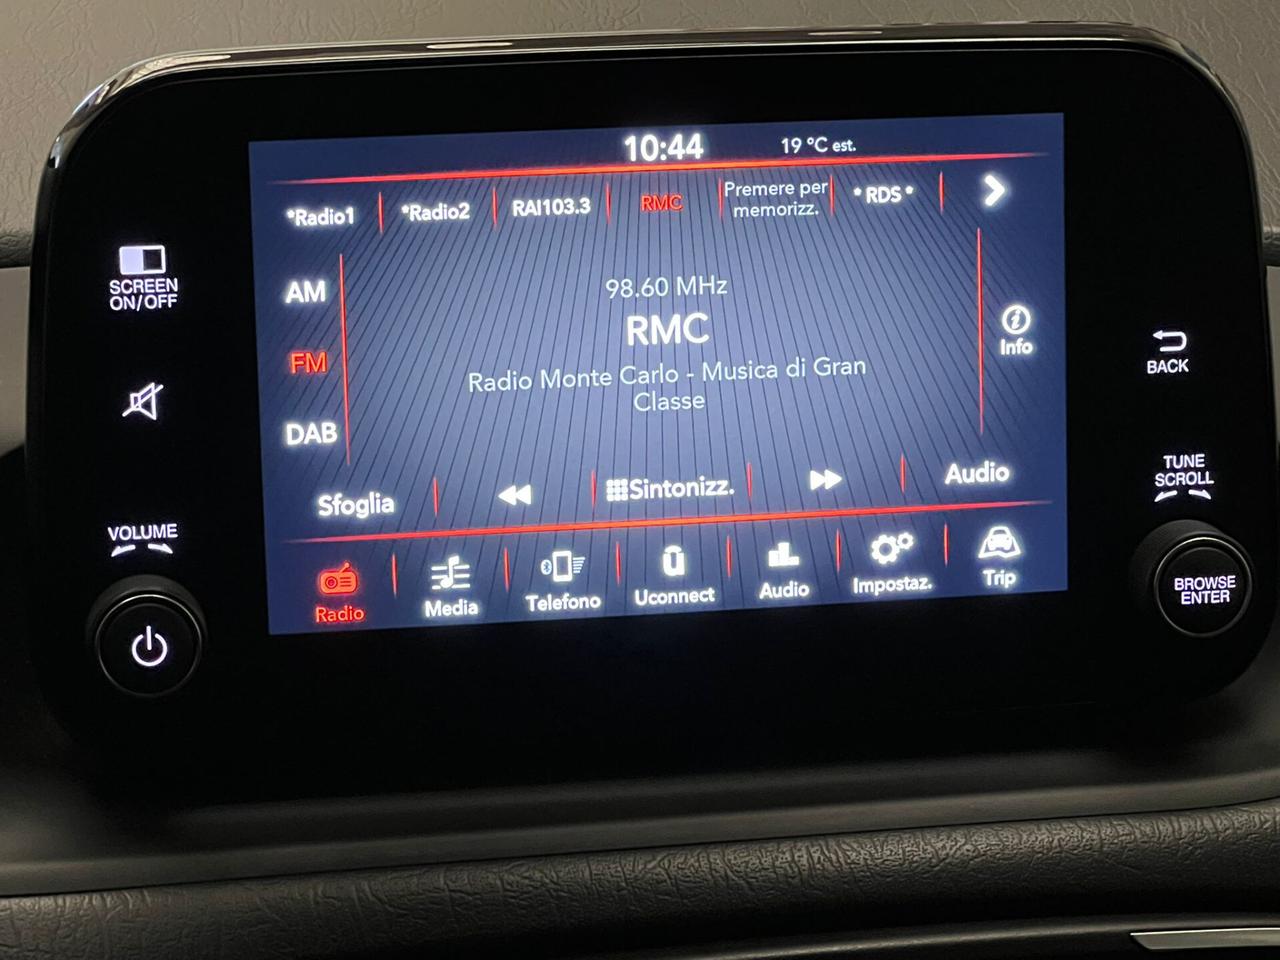 10:44
19 °C est.
*Radio1
*Radio2
RAI103.3
RMC
Premere per
memorizz.
* RDS *
SCREEN
ON/OFF
AM
FM
DAB
98.60 MHz
RMC
Radio Monte Carlo - Musica di Gran
Classe
Info
BACK
TUNE
SCROLL
Sfoglia
Sintonizz.
Audio
VOLUME
Radio
Media
Telefono
Uconnect
Audio
Impostaz.
Trip
BROWSE
ENTER